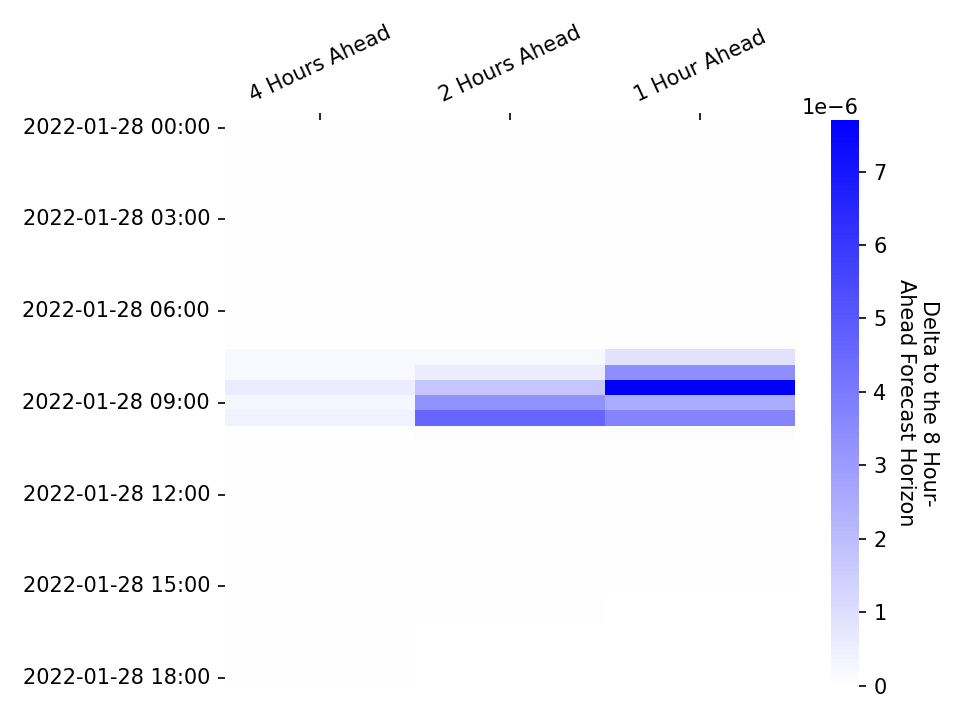 4 Hours Ahead
2 Hours Ahead
1 Hour Ahead
1e−6
2022-01-28 00:00
2022-01-28 03:00
2022-01-28 06:00
2022-01-28 09:00
2022-01-28 12:00
2022-01-28 15:00
2022-01-28 18:00
7
6
5
4
3
2
1
0
Delta to the 8 Hour-
Ahead Forecast Horizon